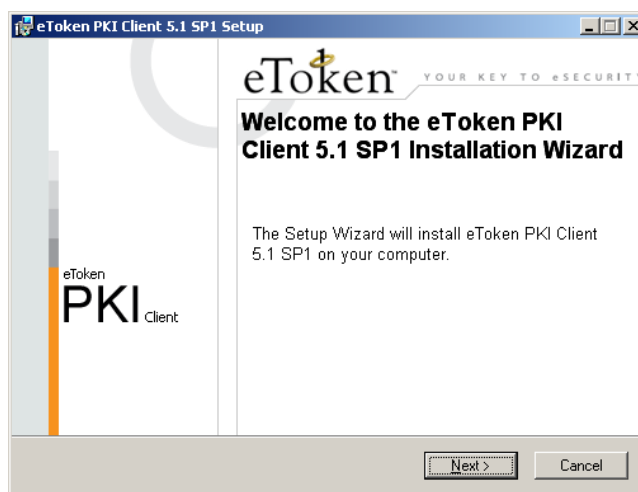 eToken PKI Client 5.1 SP1 Setup
eToken™ YOUR KEY TO eSECURITY
Welcome to the eToken PKI
Client 5.1 SP1 Installation Wizard
The Setup Wizard will install eToken PKI Client
5.1 SP1 on your computer.
eToken
PKI Client
Next > Cancel